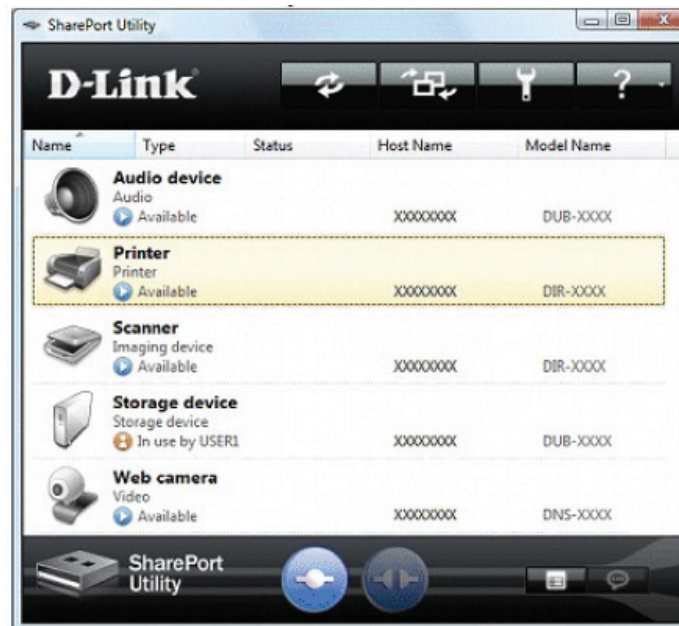 SharePort Utility
D-Link
?
Name Type Status Host Name Model Name
Audio device
Audio
Available XXXXXXXX DUB-XXXX
Printer
Printer
Available XXXXXXXX DIR-XXXX
Scanner
Imaging device
Available XXXXXXXX DIR-XXXX
Storage device
Storage device
In use by USER1 XXXXXXXX DUB-XXXX
Web camera
Video
Available XXXXXXXX DNS-XXXX
SharePort
Utility